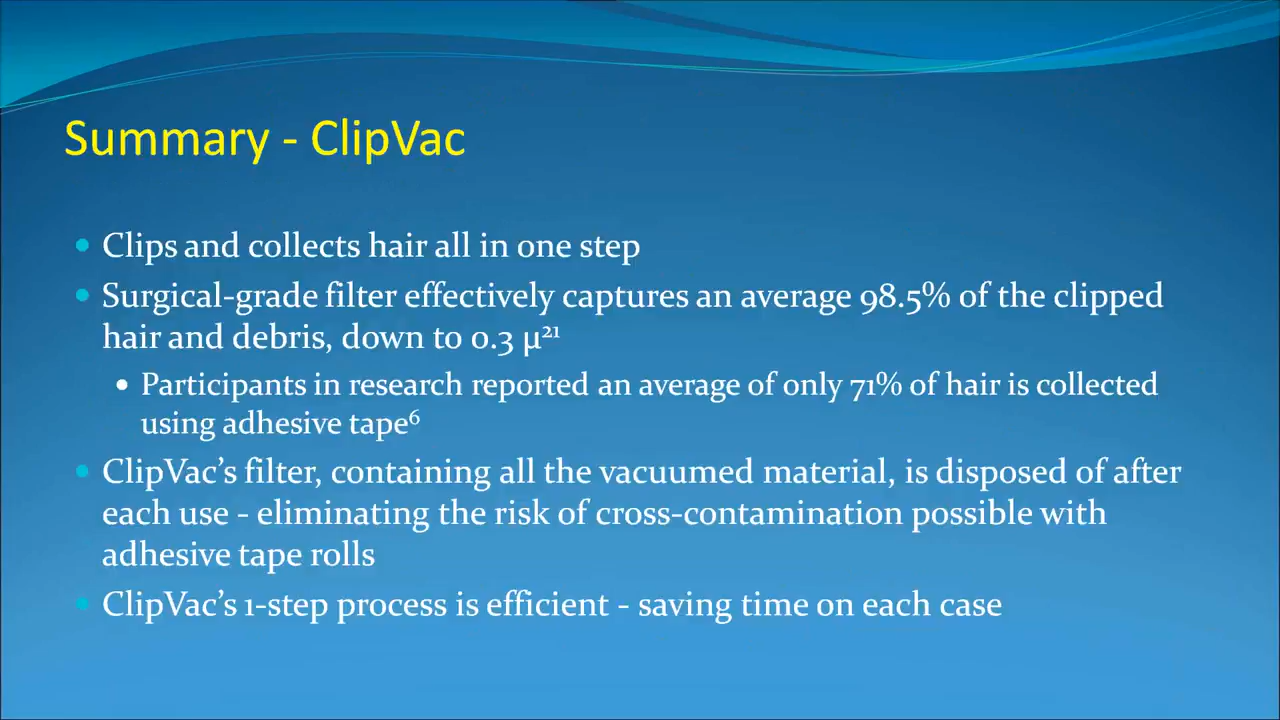 Summary - ClipVac
• Clips and collects hair all in one step
• Surgical-grade filter effectively captures an average 98.5% of the clipped
hair and debris, down to 0.3 µ²¹
• Participants in research reported an average of only 71% of hair is collected
using adhesive tape⁶
• ClipVac's filter, containing all the vacuumed material, is disposed of after
each use - eliminating the risk of cross-contamination possible with
adhesive tape rolls
• ClipVac's 1-step process is efficient - saving time on each case